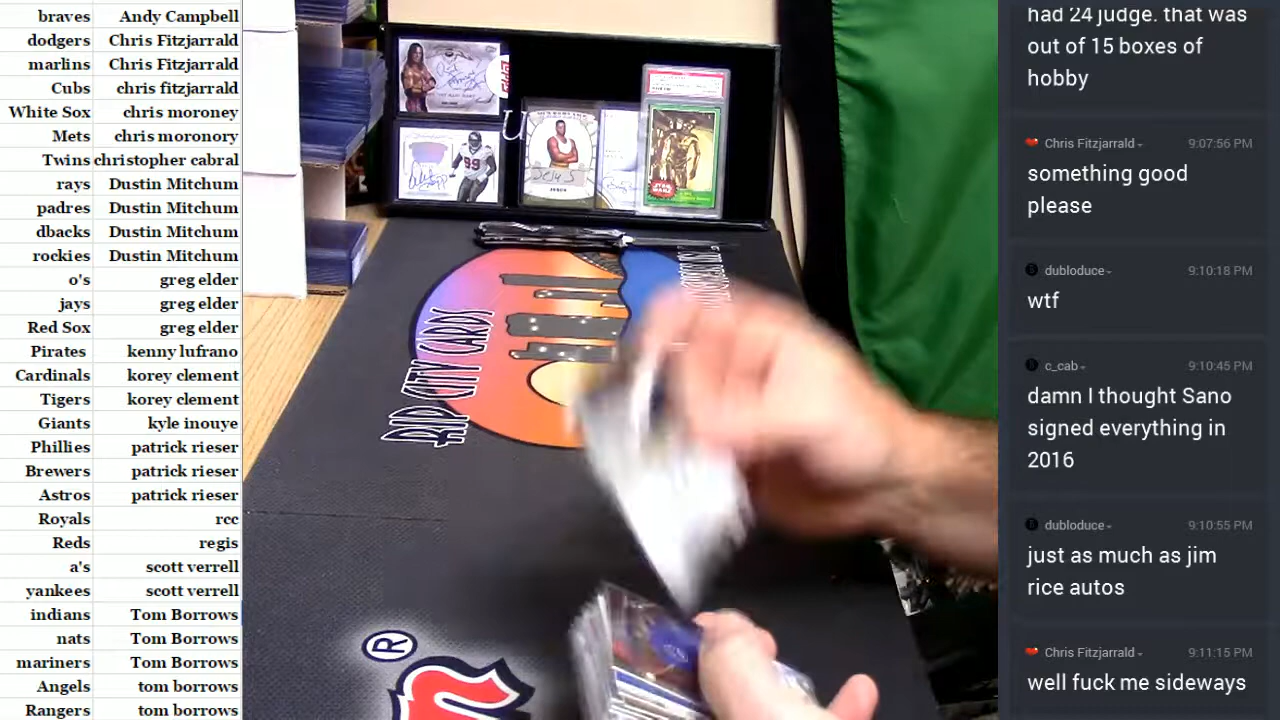 braves Andy Campbell
dodgers Chris Fitzjarrald
marlins Chris Fitzjarrald
Cubs chris fitzjarrald
White Sox chris moroney
Mets chris moronory
Twins christopher cabral
rays Dustin Mitchum
padres Dustin Mitchum
dbacks Dustin Mitchum
rockies Dustin Mitchum
o's greg elder
jays greg elder
Red Sox greg elder
Pirates kenny lufrano
Cardinals korey clement
Tigers korey clement
Giants kyle inouye
Phillies patrick rieser
Brewers patrick rieser
Astros patrick rieser
Royals rcc
Reds regis
a's scott verrell
yankees scott verrell
indians Tom Borrows
nats Tom Borrows
mariners Tom Borrows
Angels tom borrows
Rangers tom borrows
STAR
WARS
99
RIP CITY CARDS
®
had 24 judge. that was
out of 15 boxes of
hobby
Chris Fitzjarrald 9:07:56 PM
something good
please
dubloduce 9:10:18 PM
wtf
c_cab 9:10:45 PM
damn I thought Sano
signed everything in
2016
dubloduce 9:10:55 PM
just as much as jim
rice autos
Chris Fitzjarrald 9:11:15 PM
well fuck me sideways